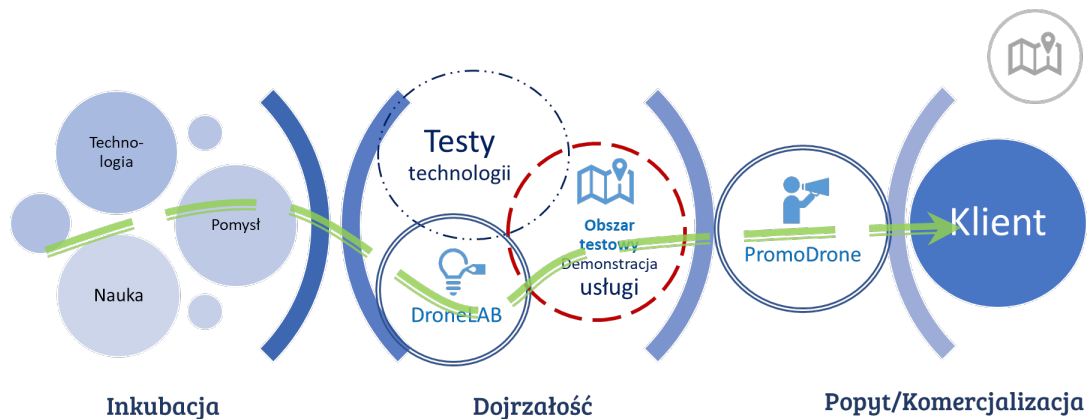 Techno-
logia
Pomysł
Nauka
Testy
technologii
DroneLAB
Obszar
testowy
Demonstracja
usługi
PromoDrone
Klient
Inkubacja
Dojrzałość
Popyt/Komercjalizacja